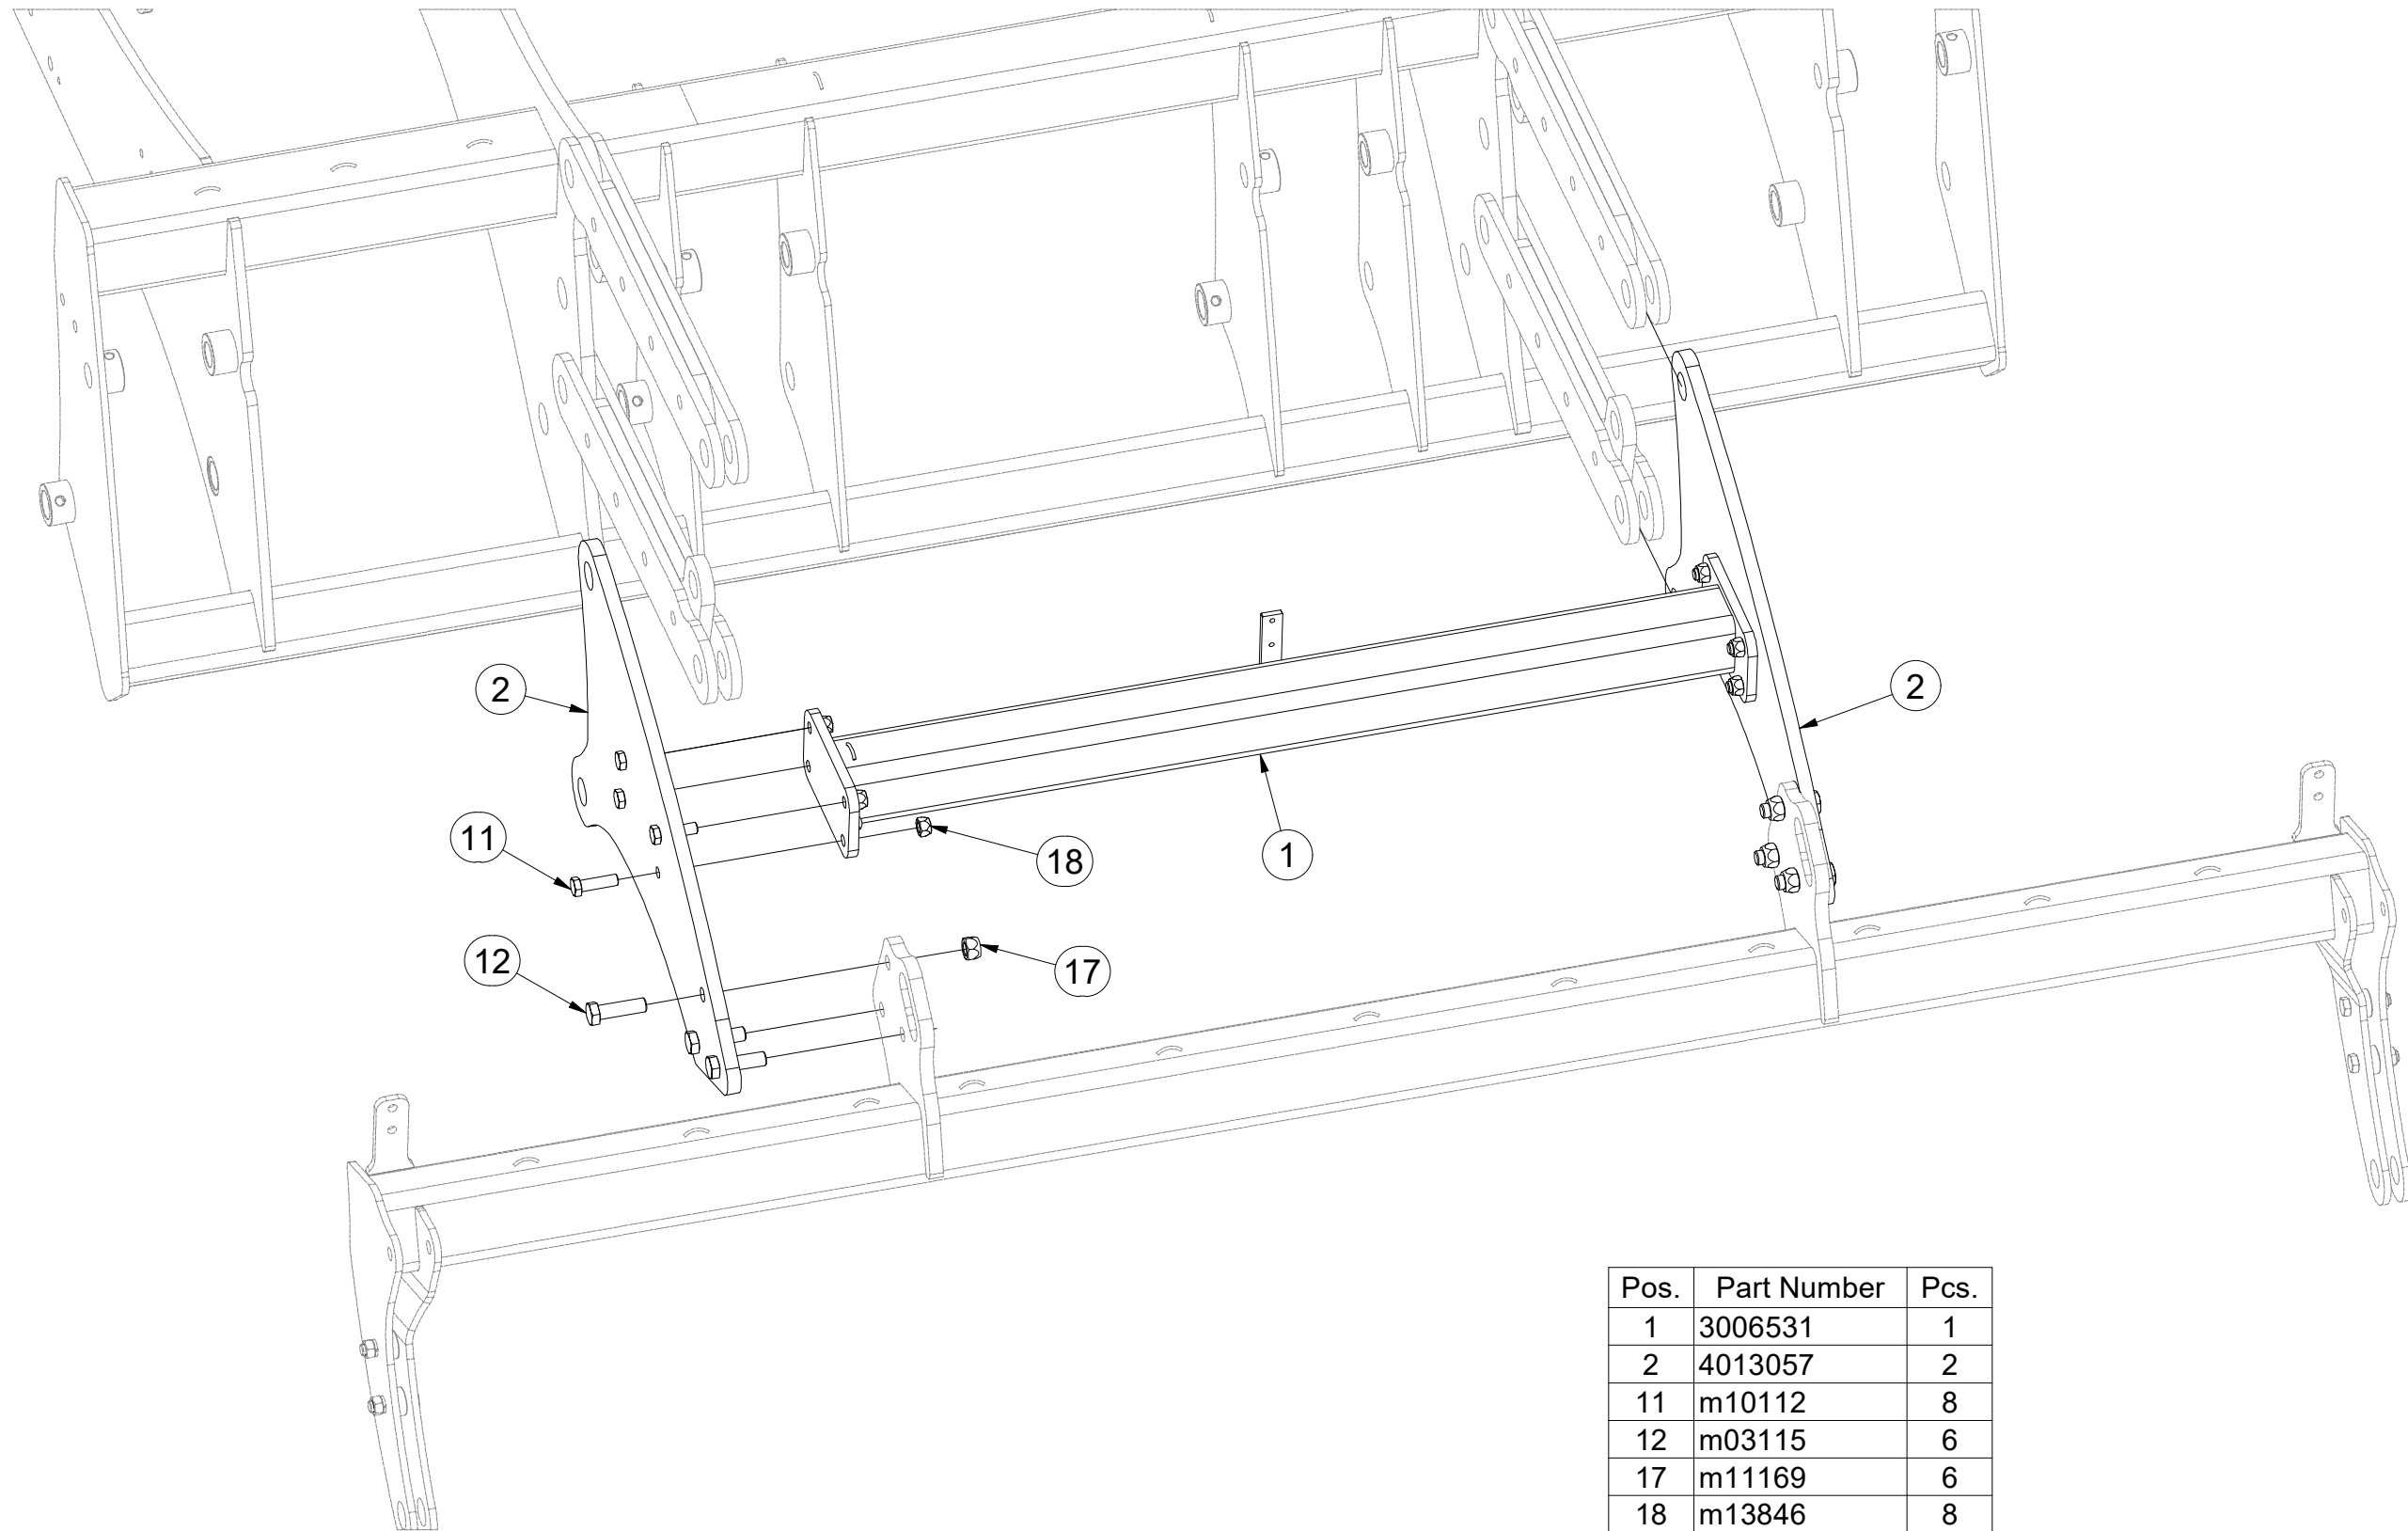 2
2
11
18
1
12
17
Pos. Part Number Pcs.
1 3006531 1
2 4013057 2
11 m10112 8
12 m03115 6
17 m11169 6
18 m13846 8